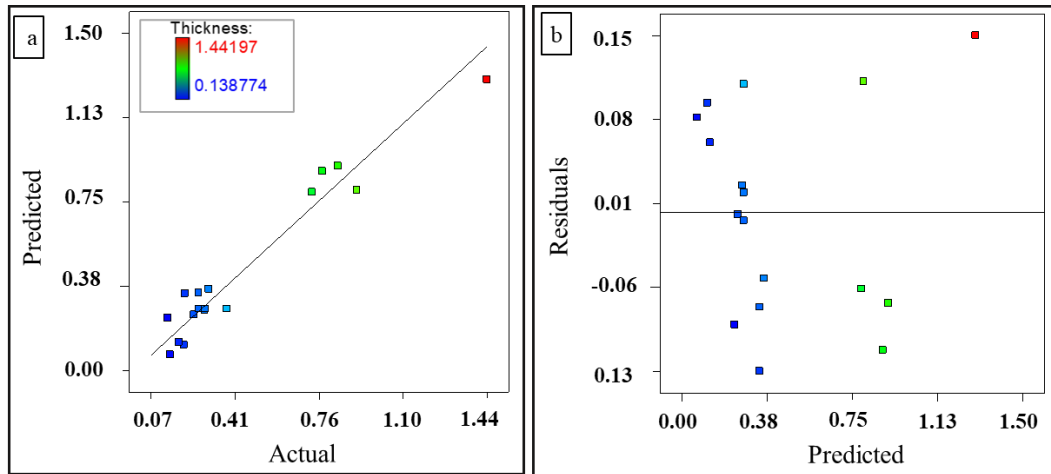 a
Thickness:
1.44197
0.138774
1.50
1.13
0.75
0.38
0.00
Predicted
0.07 0.41 0.76 1.10 1.44
Actual
b
0.15
0.08
0.01
-0.06
0.13
Residuals
0.00 0.38 0.75 1.13 1.50
Predicted